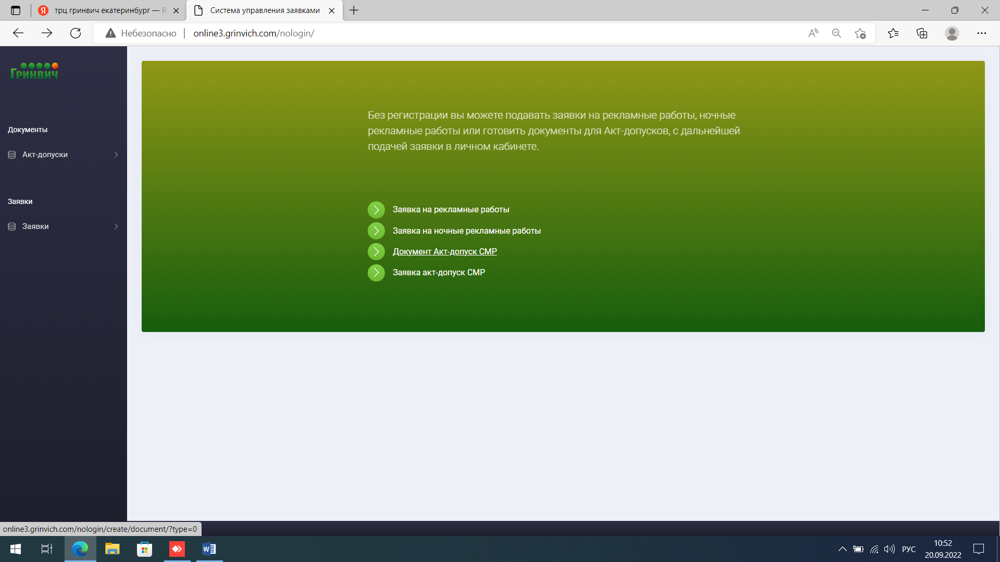 трц гринвич екатеринбург — Я
Система управления заявками
Небезопасно
online3.grinvich.com/nologin/
Гринвич
Документы
Акт-допуски
Заявки
Заявки
Без регистрации вы можете подавать заявки на рекламные работы, ночные
рекламные работы или готовить документы для Акт-допусков, с дальнейшей
подачей заявки в личном кабинете.
Заявка на рекламные работы
Заявка на ночные рекламные работы
Документ Акт-допуск СМР
Заявка акт-допуск СМР
online3.grinvich.com/nologin/create/document/?type=0
РУС
10:52
20.09.2022